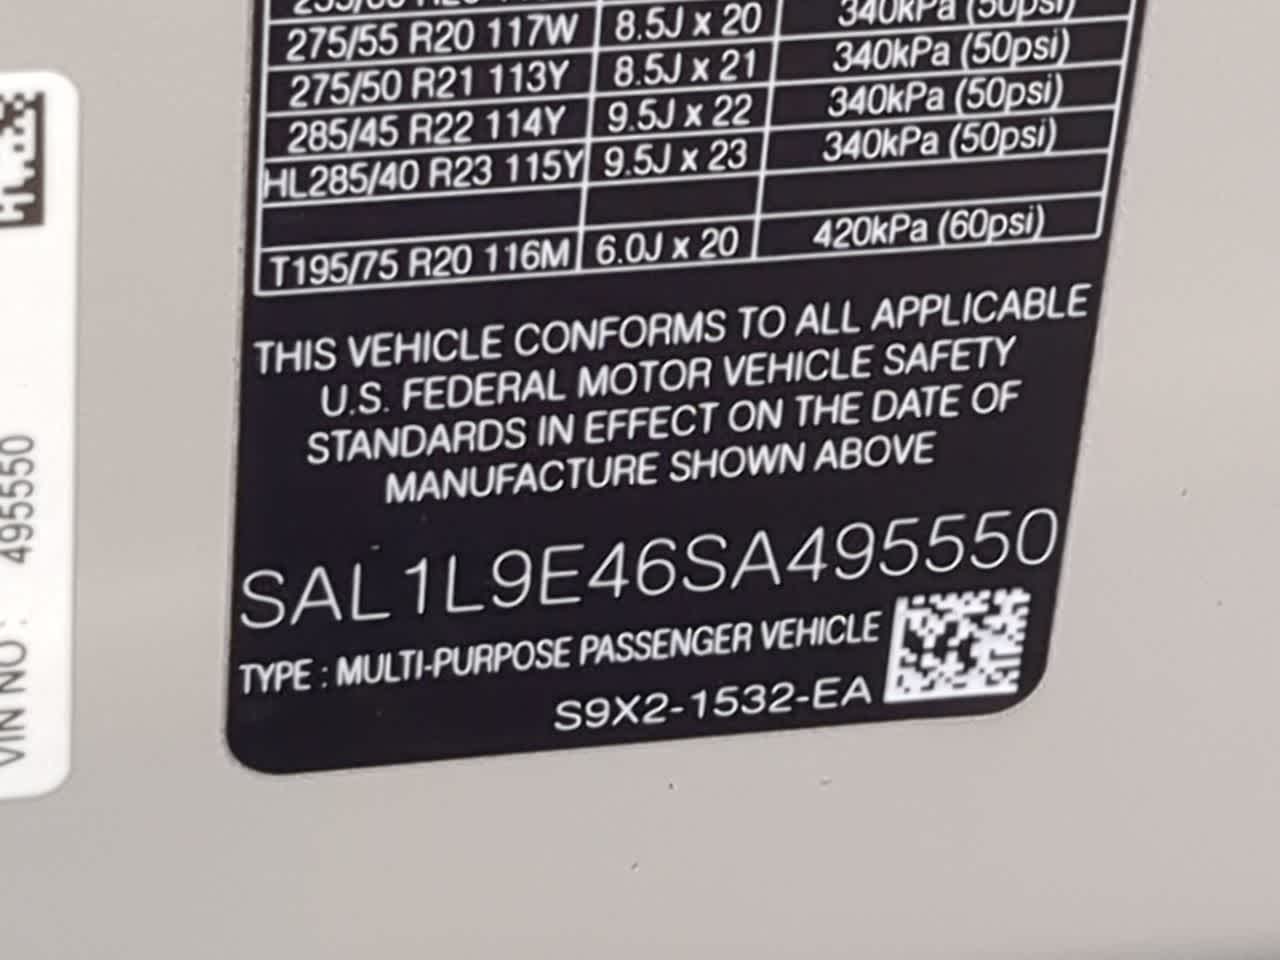 275/55 R20 117W 8.5J x 20 340kPa (50psi)
275/50 R21 113Y 8.5J x 21 340kPa (50psi)
285/45 R22 114Y 9.5J x 22 340kPa (50psi)
HL285/40 R23 115Y 9.5J x 23 340kPa (50psi)
T195/75 R20 116M 6.0J x 20 420kPa (60psi)
THIS VEHICLE CONFORMS TO ALL APPLICABLE
U.S. FEDERAL MOTOR VEHICLE SAFETY
STANDARDS IN EFFECT ON THE DATE OF
MANUFACTURE SHOWN ABOVE
SAL1L9E46SA495550
TYPE : MULTI-PURPOSE PASSENGER VEHICLE
S9X2-1532-EA
VIN NO: 495550